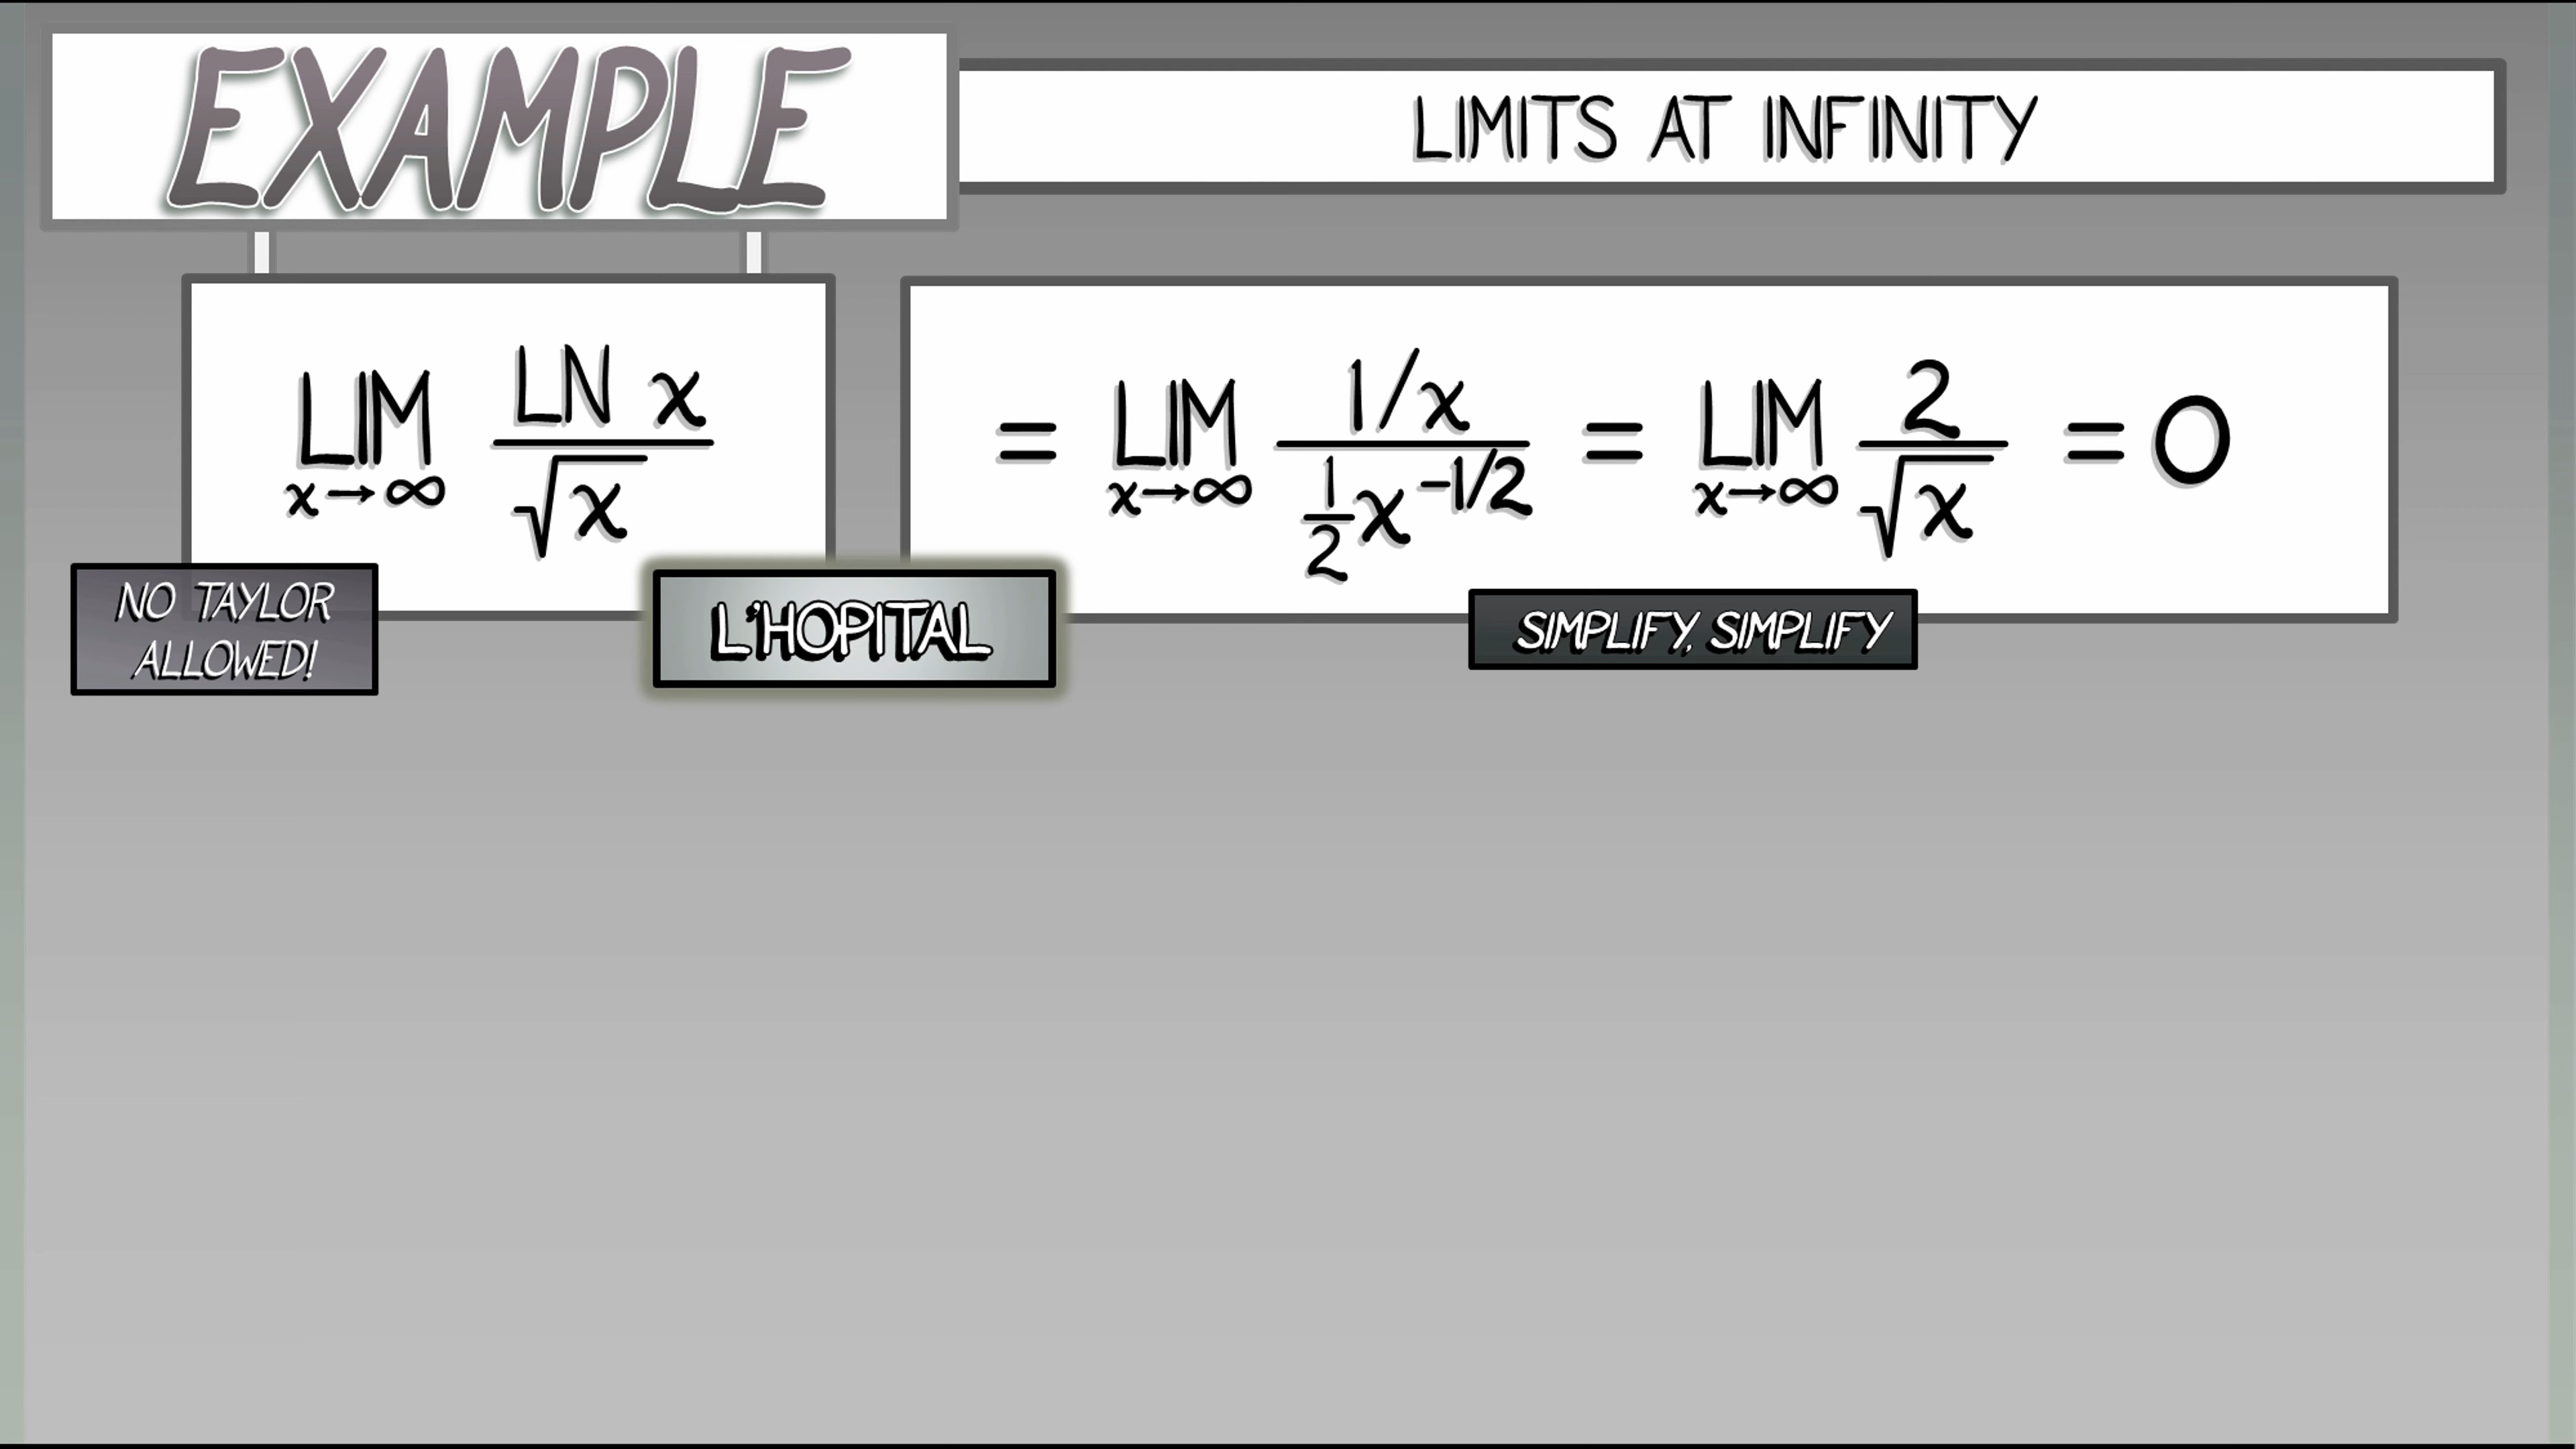 EXAMPLE
LIMITS AT INFINITY
LIM x→∞ LN x / √x
= LIM x→∞ 1/x / 1/2 x^-1/2 = LIM x→∞ 2 / √x = 0
NO TAYLOR
ALLOWED!
L'HOPITAL
SIMPLIFY, SIMPLIFY